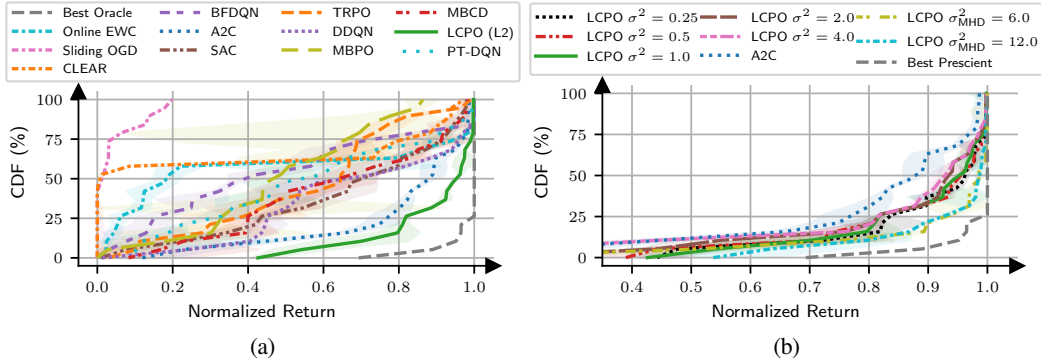 Best Oracle BFDQN TRPO MBCD
Online EWC A2C DDQN LCPO (L2)
Sliding OGD SAC MBPO PT-DQN
CLEAR
CDF (%)
100
75
50
25
0
0.0 0.2 0.4 0.6 0.8 1.0
Normalized Return
(a)
LCPO σ² = 0.25 LCPO σ² = 2.0 LCPO σ²MHD = 6.0
LCPO σ² = 0.5 LCPO σ² = 4.0 LCPO σ²MHD = 12.0
LCPO σ² = 1.0 A2C Best Prescient
CDF (%)
100
75
50
25
0
0.4 0.5 0.6 0.7 0.8 0.9 1.0
Normalized Return
(b)